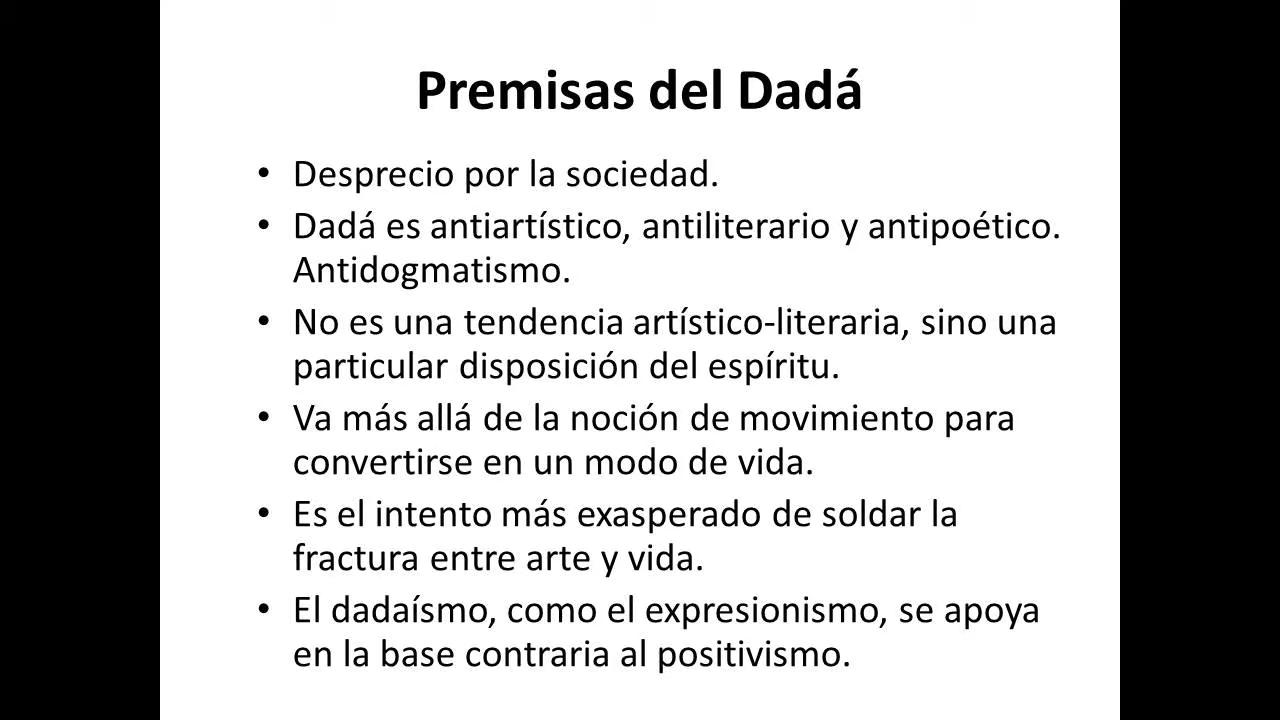 Premisas del Dadá
• Desprecio por la sociedad.
• Dadá es antiartístico, antiliterario y antipoético.
Antidogmatismo.
• No es una tendencia artístico-literaria, sino una
particular disposición del espíritu.
• Va más allá de la noción de movimiento para
convertirse en un modo de vida.
• Es el intento más exasperado de soldar la
fractura entre arte y vida.
• El dadaísmo, como el expresionismo, se apoya
en la base contraria al positivismo.